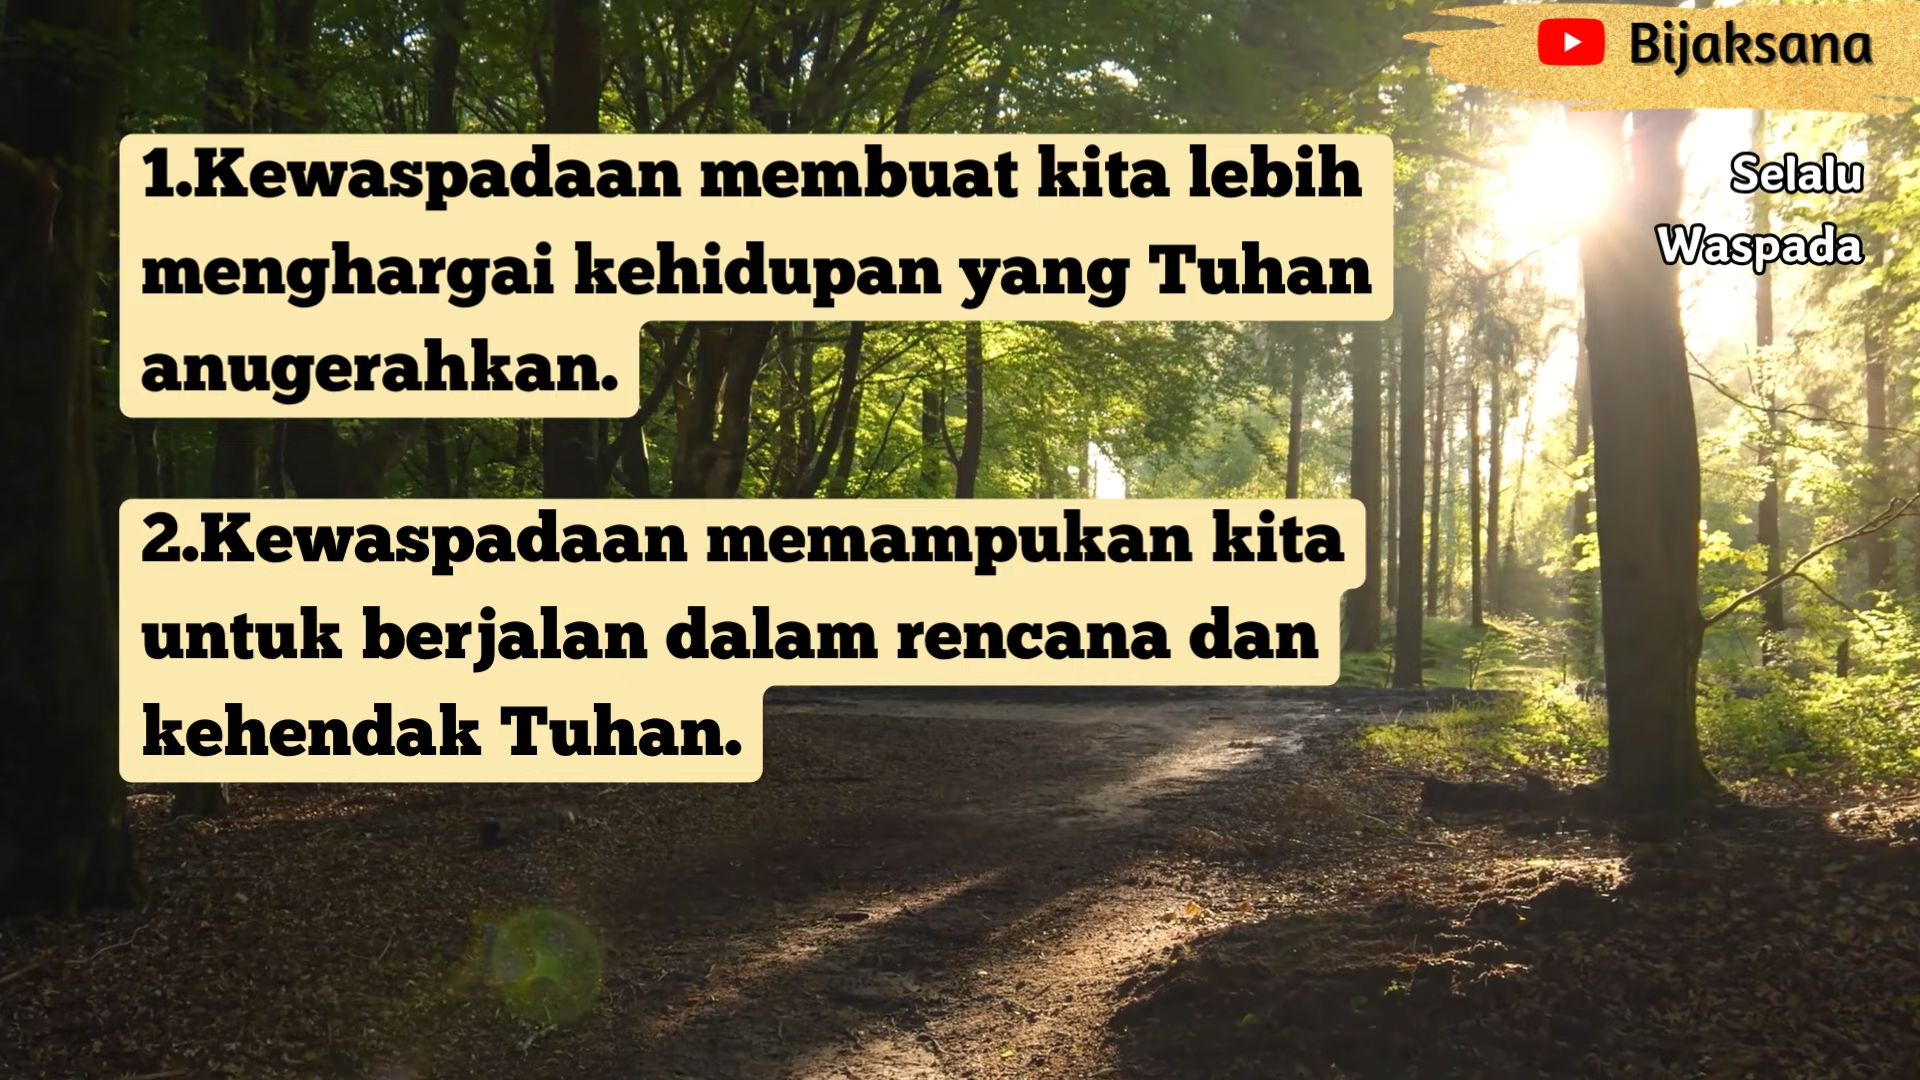 Bijaksana
Selalu
Waspada
1.Kewaspadaan membuat kita lebih
menghargai kehidupan yang Tuhan
anugerahkan.
2.Kewaspadaan memampukan kita
untuk berjalan dalam rencana dan
kehendak Tuhan.